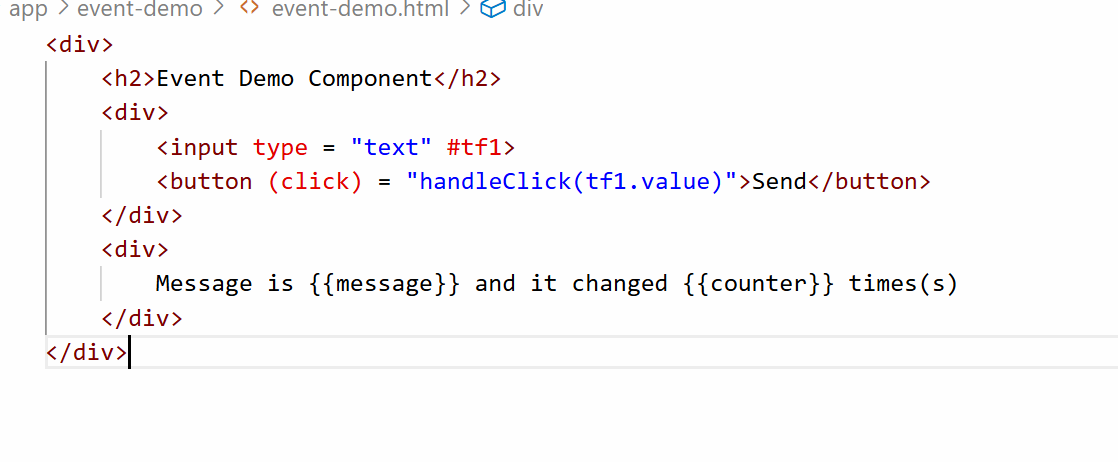 app > event-demo > <> event-demo.html > div
<div>
    <h2>Event Demo Component</h2>
    <div>
        <input type = "text" #tf1>
        <button (click) = "handleClick(tf1.value)">Send</button>
    </div>
    <div>
        Message is {{message}} and it changed {{counter}} times(s)
    </div>
</div>